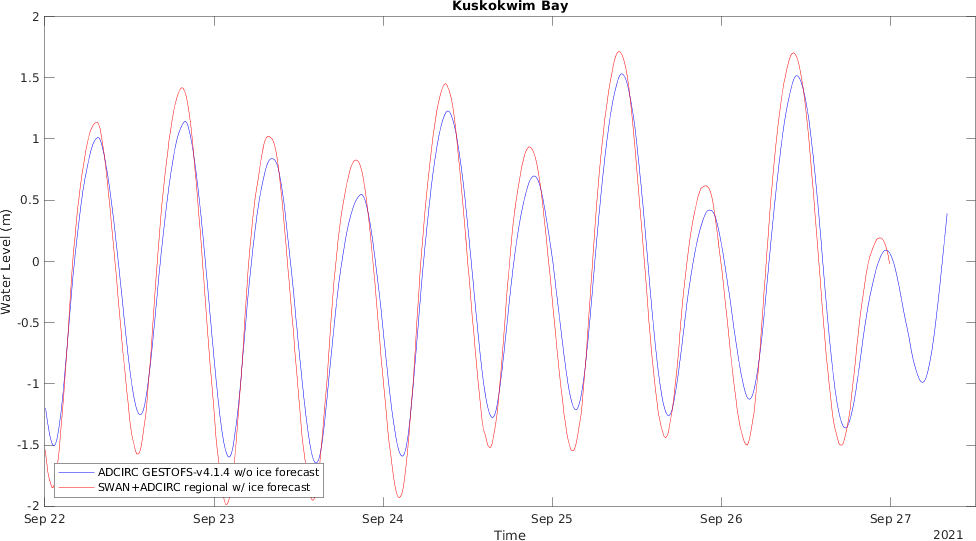 Kuskokwim Bay
2
1.5
1
0.5
0
-0.5
-1
-1.5
-2
Water Level (m)
ADCIRC GESTOFS-v4.1.4 w/o ice forecast
SWAN+ADCIRC regional w/ ice forecast
Sep 22 Sep 23 Sep 24 Sep 25 Sep 26 Sep 27
Time
2021